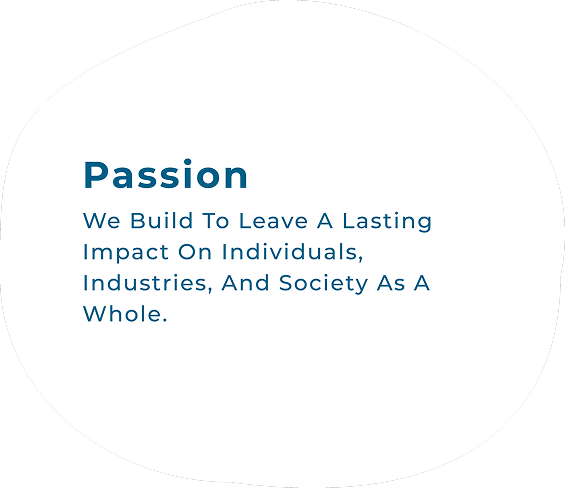 Passion
We Build To Leave A Lasting
Impact On Individuals,
Industries, And Society As A
Whole.